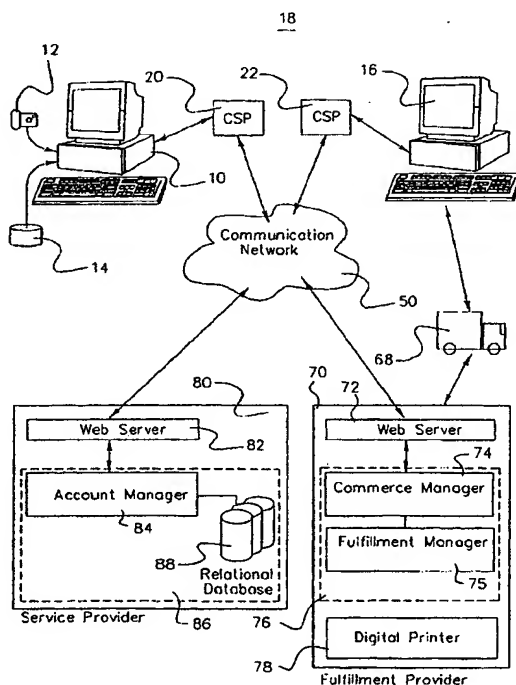 18
12
20
22
16
CSP
CSP
10
14
Communication
Network
50
68
80
70
72
Web Server
82
Web Server
74
Account Manager
84
Commerce Manager
Fulfillment Manager
75
88
Relational
Database
86
76
Service Provider
Digital Printer
78
Fulfillment Provider